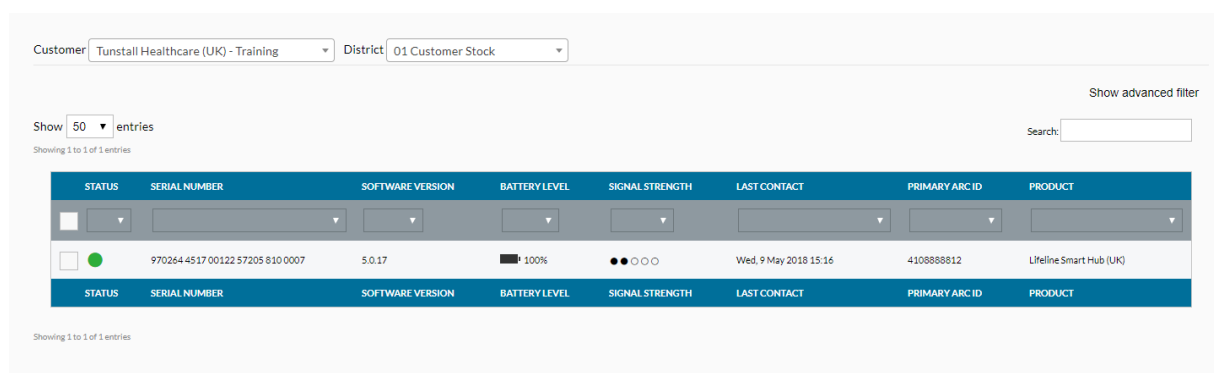 Customer Tunstall Healthcare (UK) - Training District 01 Customer Stock
Show advanced filter
Show 50 entries
Search:
Showing 1 to 1 of 1 entries
STATUS SERIAL NUMBER SOFTWARE VERSION BATTERY LEVEL SIGNAL STRENGTH LAST CONTACT PRIMARY ARC ID PRODUCT
970264 4517 00122 57205 810 0007 5.0.17 100% Wed, 9 May 2018 15:16 4108888812 Lifeline Smart Hub (UK)
STATUS SERIAL NUMBER SOFTWARE VERSION BATTERY LEVEL SIGNAL STRENGTH LAST CONTACT PRIMARY ARC ID PRODUCT
Showing 1 to 1 of 1 entries